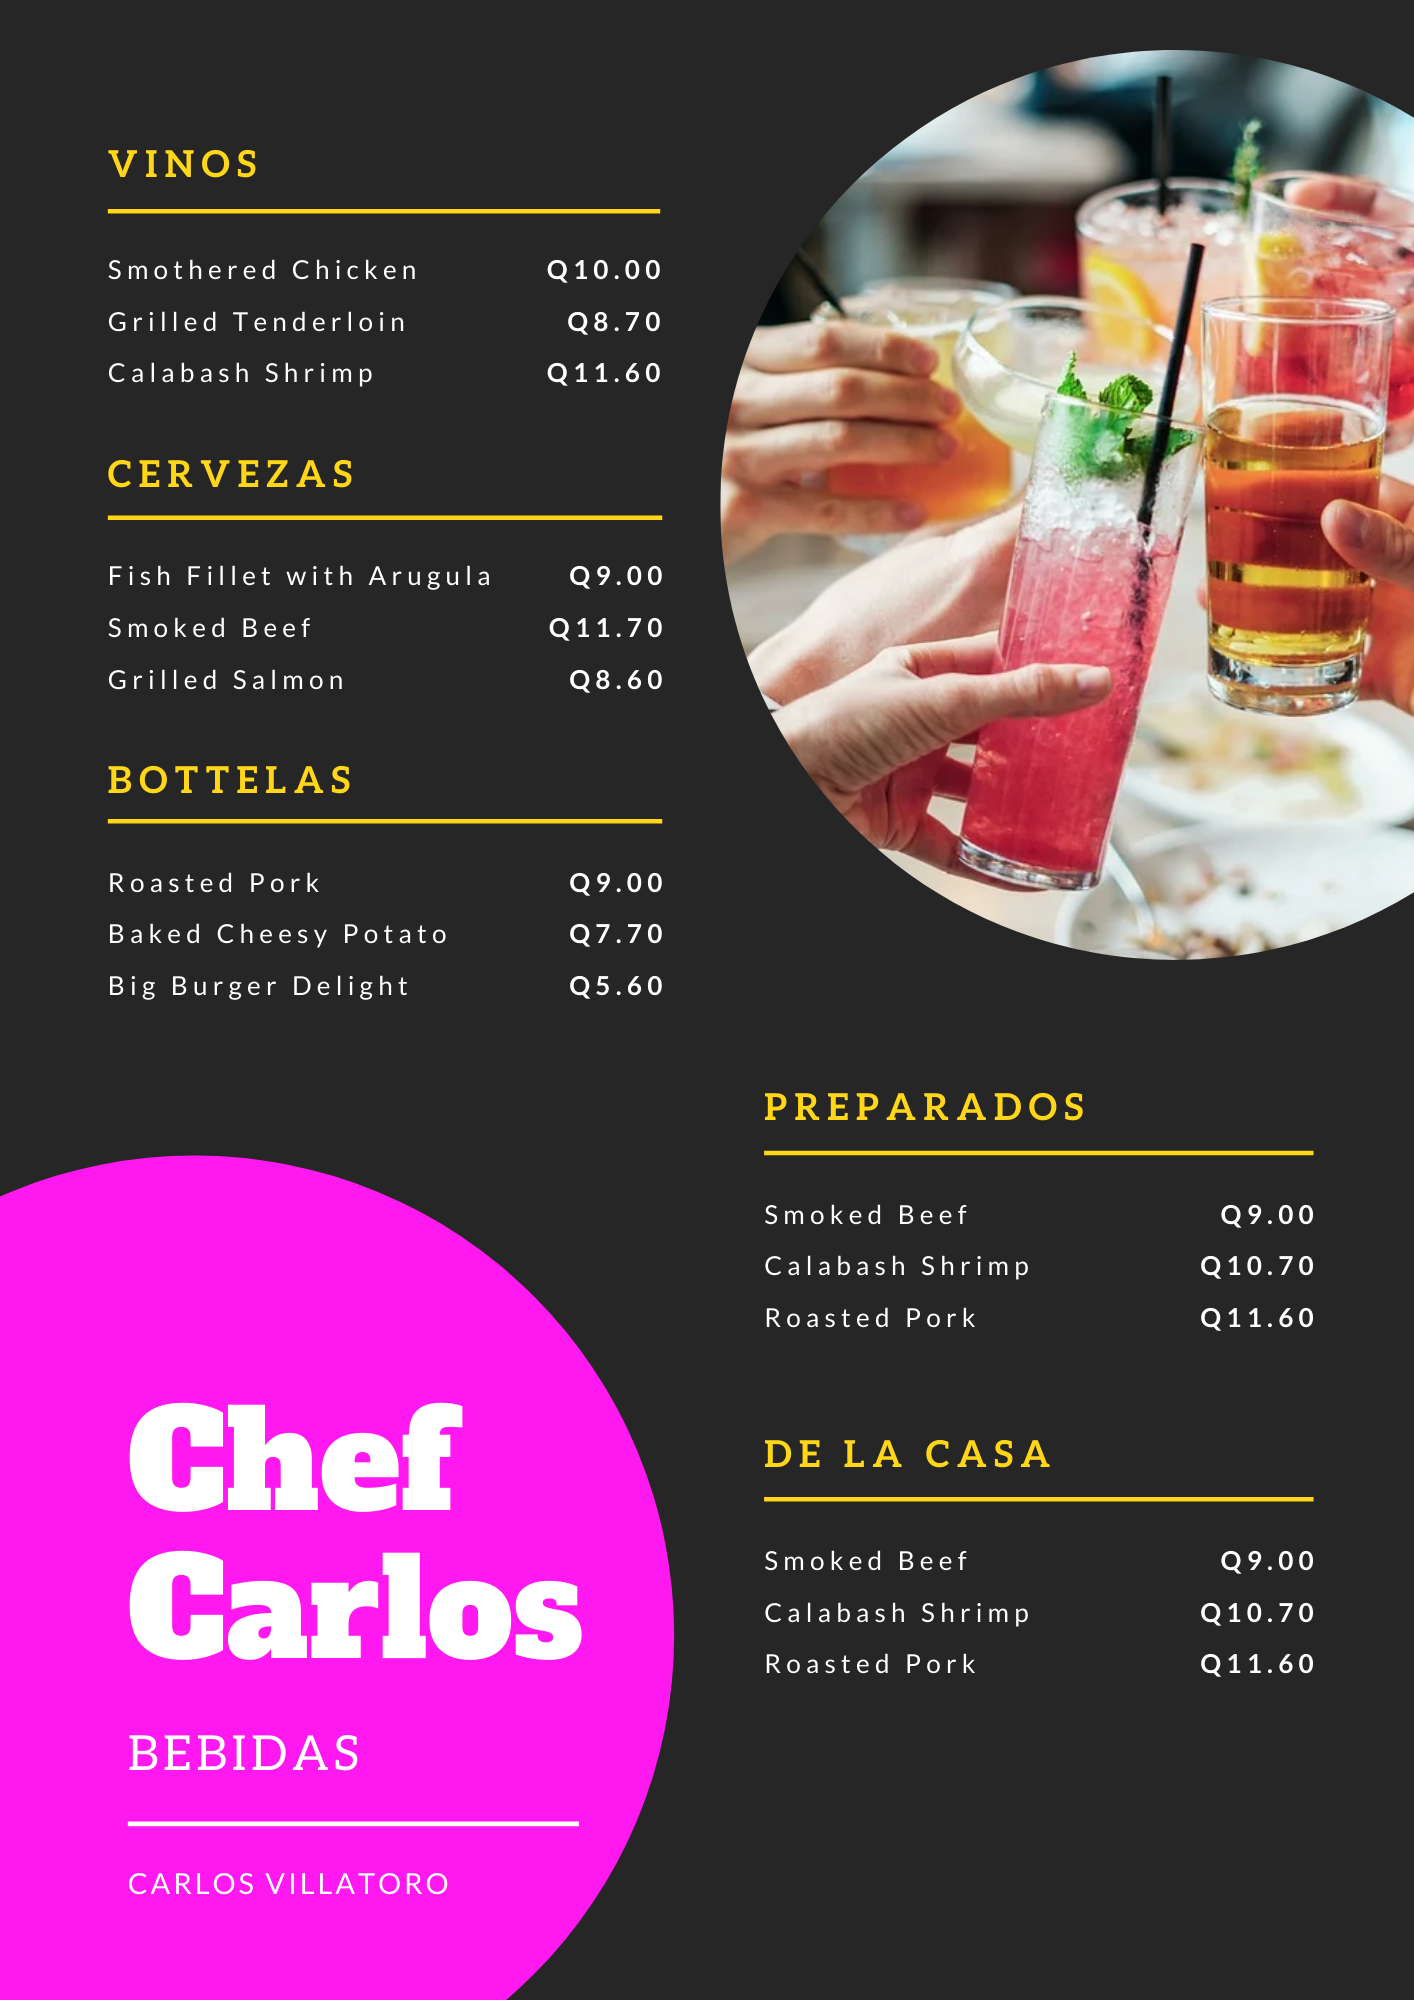 VINOS
Smothered Chicken Q10.00
Grilled Tenderloin Q8.70
Calabash Shrimp Q11.60
CERVEZAS
Fish Fillet with Arugula Q9.00
Smoked Beef Q11.70
Grilled Salmon Q8.60
BOTTELAS
Roasted Pork Q9.00
Baked Cheesy Potato Q7.70
Big Burger Delight Q5.60
PREPARADOS
Smoked Beef Q9.00
Calabash Shrimp Q10.70
Roasted Pork Q11.60
DE LA CASA
Smoked Beef Q9.00
Calabash Shrimp Q10.70
Roasted Pork Q11.60
Chef
Carlos
BEBIDAS
CARLOS VILLATORO